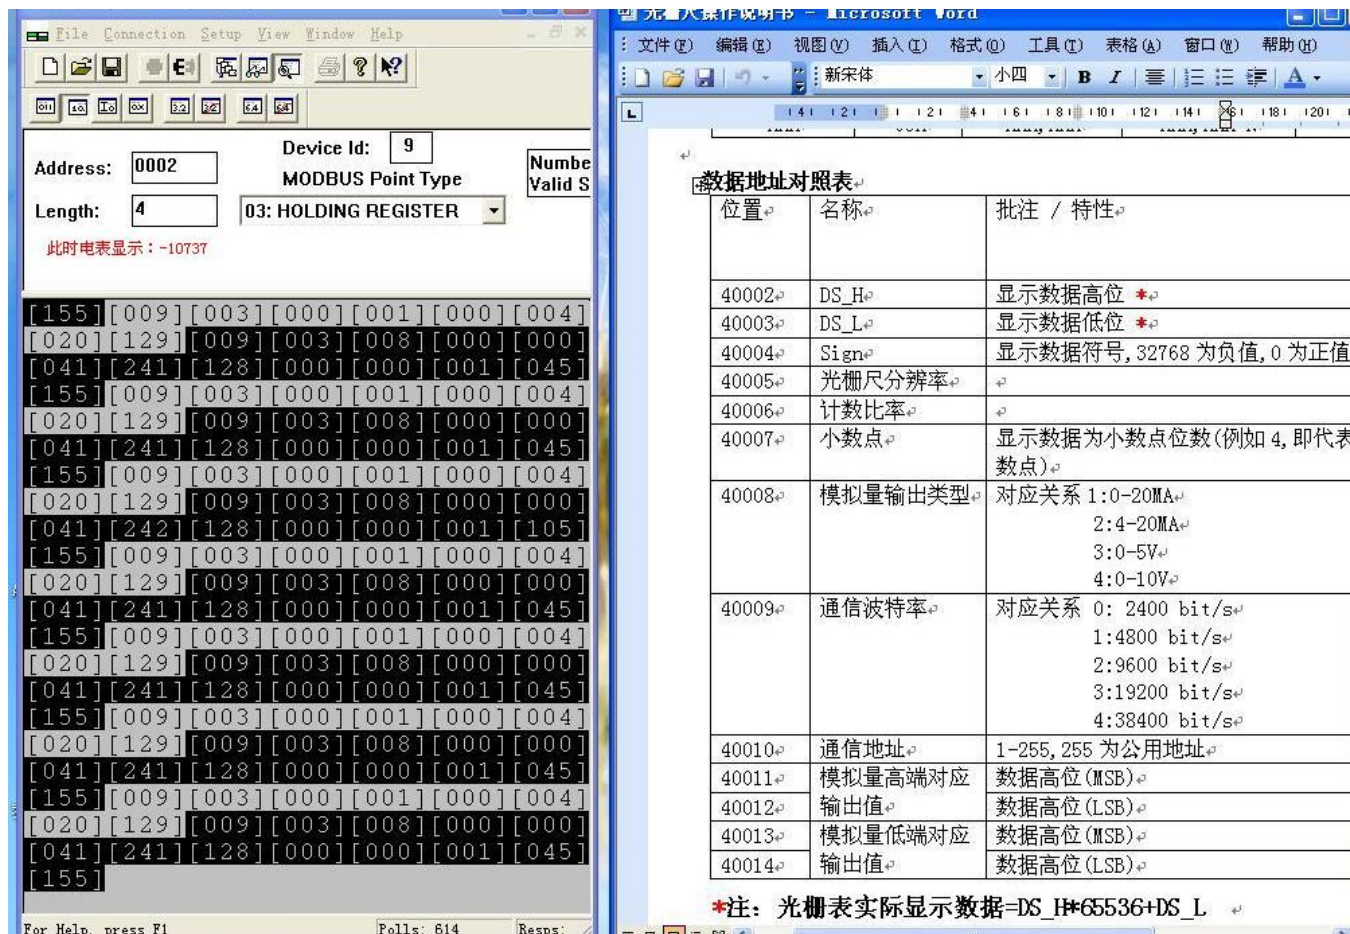 File Connection Setup View Window Help
Address: 0002
Device Id: 9
MODBUS Point Type
Length: 4
03: HOLDING REGISTER
Numbe
Valid S
此时电表显示：-10737
[155][009][003][000][001][000][004]
[020][129][009][003][008][000][000]
[041][241][128][000][000][001][045]
[155][009][003][000][001][000][004]
[020][129][009][003][008][000][000]
[041][241][128][000][000][001][045]
[155][009][003][000][001][000][004]
[020][129][009][003][008][000][000]
[041][242][128][000][000][001][105]
[155][009][003][000][001][000][004]
[020][129][009][003][008][000][000]
[041][241][128][000][000][001][045]
[155][009][003][000][001][000][004]
[020][129][009][003][008][000][000]
[041][241][128][000][000][001][045]
[155][009][003][000][001][000][004]
[020][129][009][003][008][000][000]
[041][241][128][000][000][001][045]
[155][009][003][000][001][000][004]
[020][129][009][003][008][000][000]
[041][241][128][000][000][001][045]
[155]
For Help, press F1
Polls: 614
Resps:
光栅尺操作说明书 - Microsoft Word
文件(F) 编辑(E) 视图(V) 插入(I) 格式(O) 工具(T) 表格(A) 窗口(W) 帮助(H)
新宋体 小四 B I A
数据地址对照表
位置 名称 批注 / 特性
40002 DS_H 显示数据高位 *
40003 DS_L 显示数据低位 *
40004 Sign 显示数据符号,32768 为负值,0 为正值
40005 光栅尺分辨率
40006 计数比率
40007 小数点 显示数据为小数点位数(例如 4,即代表
数点)
40008 模拟量输出类型 对应关系 1:0-20MA
2:4-20MA
3:0-5V
4:0-10V
40009 通信波特率 对应关系 0: 2400 bit/s
1:4800 bit/s
2:9600 bit/s
3:19200 bit/s
4:38400 bit/s
40010 通信地址 1-255,255 为公用地址
40011 模拟量高端对应 数据高位(MSB)
40012 输出值 数据高位(LSB)
40013 模拟量低端对应 数据高位(MSB)
40014 输出值 数据高位(LSB)
*注：光栅表实际显示数据=DS_H*65536+DS_L